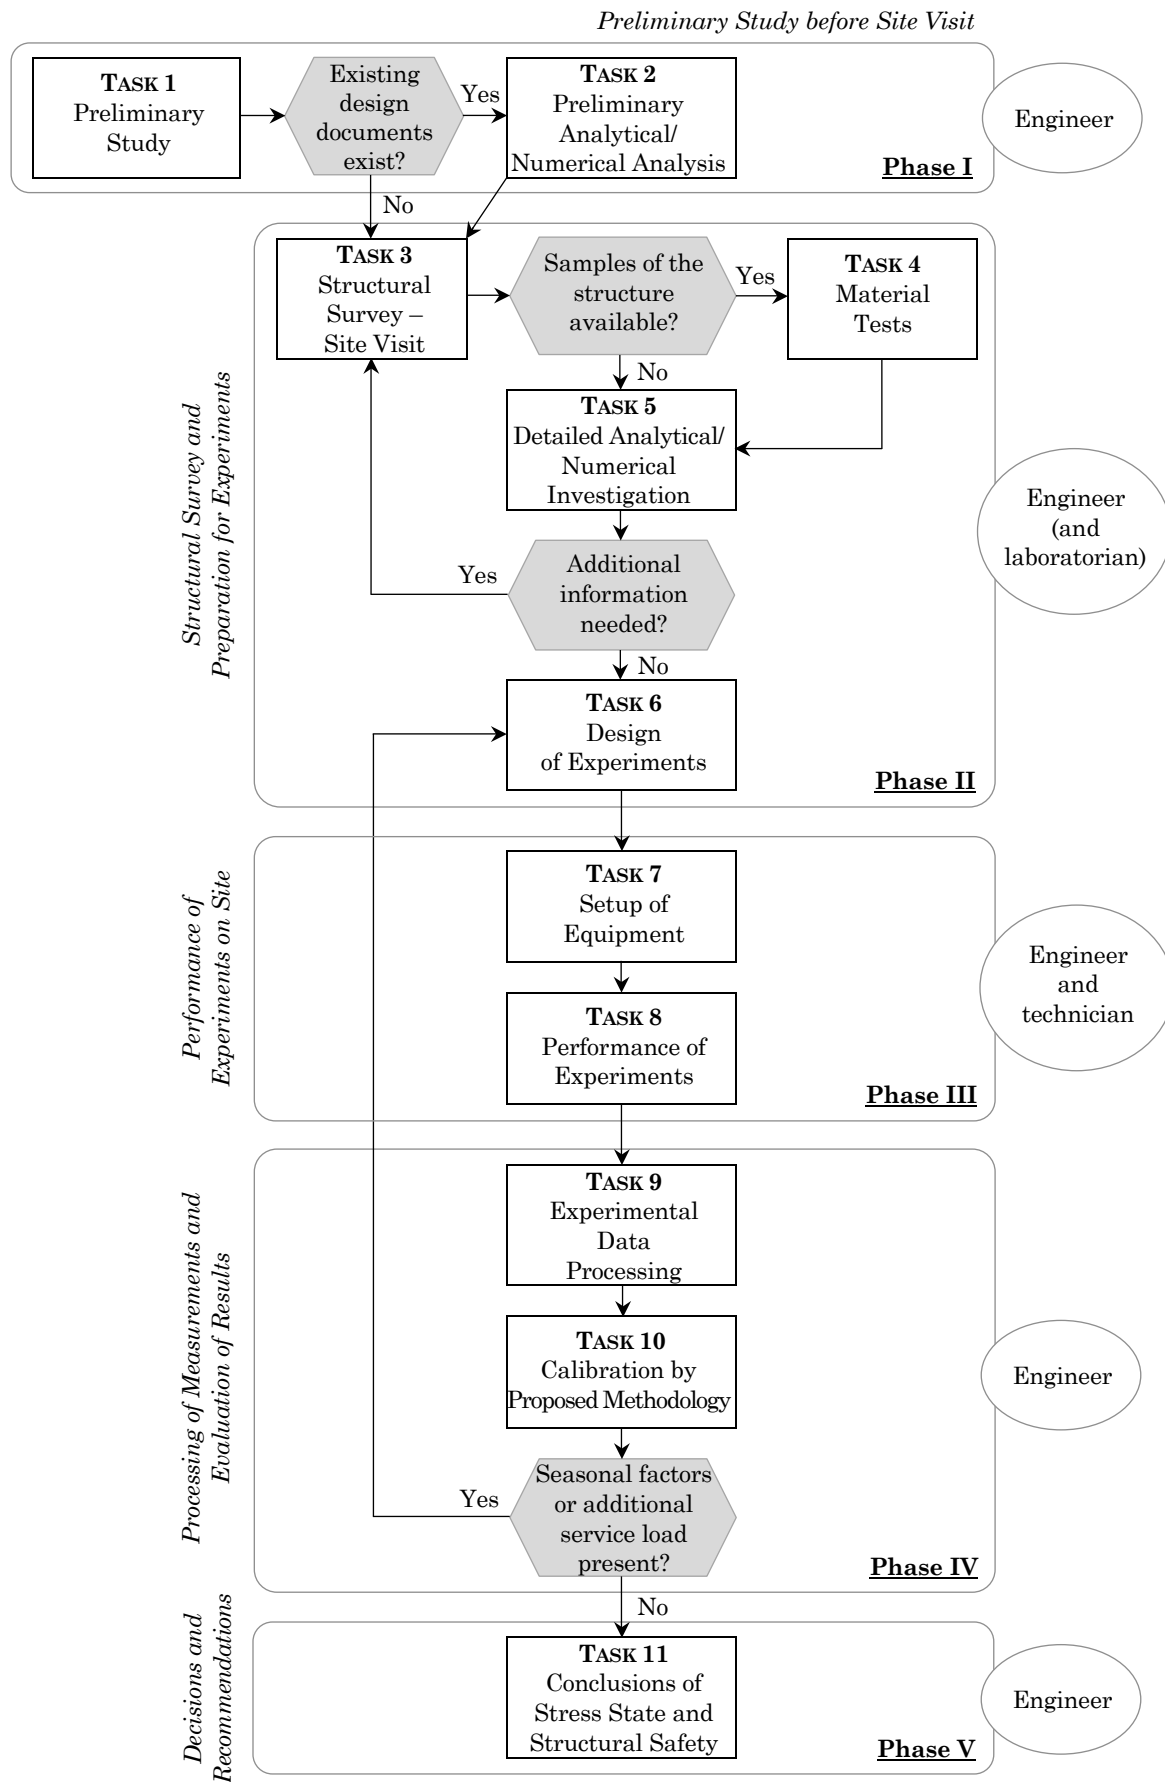 Preliminary Study before Site Visit
TASK 1
Preliminary
Study
Existing
design
documents
exist?
Yes
TASK 2
Preliminary
Analytical/
Numerical Analysis
Engineer
Phase I
No
TASK 3
Structural
Survey –
Site Visit
Samples of the
structure
available?
Yes
TASK 4
Material
Tests
No
TASK 5
Detailed Analytical/
Numerical
Investigation
Structural Survey and
Preparation for Experiments
Engineer
(and
laboratorian)
Yes
Additional
information
needed?
No
TASK 6
Design
of Experiments
Phase II
TASK 7
Setup of
Equipment
Performance of
Experiments on Site
Engineer
and
technician
TASK 8
Performance of
Experiments
Phase III
TASK 9
Experimental
Data
Processing
Processing of Measurements and
Evaluation of Results
TASK 10
Calibration by
Proposed Methodology
Engineer
Yes
Seasonal factors
or additional
service load
present?
Phase IV
No
Decisions and
Recommendations
TASK 11
Conclusions of
Stress State and
Structural Safety
Engineer
Phase V